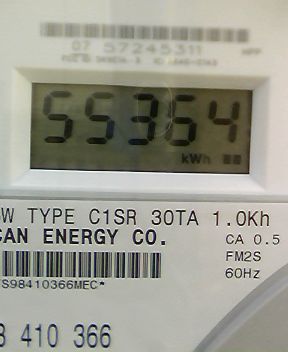 07 57245311
55364
kWh
W TYPE C1SR 30TA 1.0Kh
CAN ENERGY CO.
CA 0.5
FM2S
60Hz
S98410366MEC*
410 366